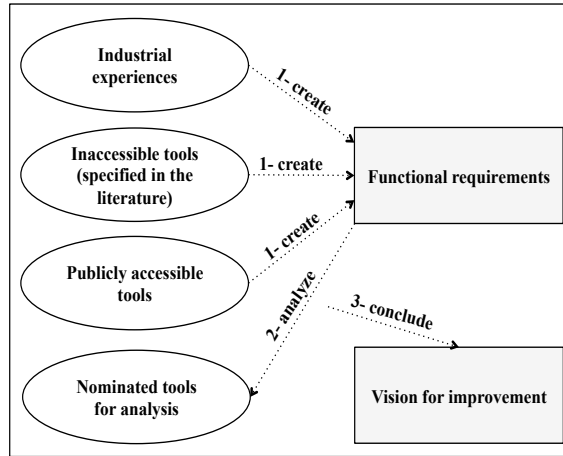 Industrial
experiences
1- create
Inaccessible tools
(specified in the
literature)
1- create
Functional requirements
Publicly accessible
tools
1- create
2- analyze
3- conclude
Nominated tools
for analysis
Vision for improvement